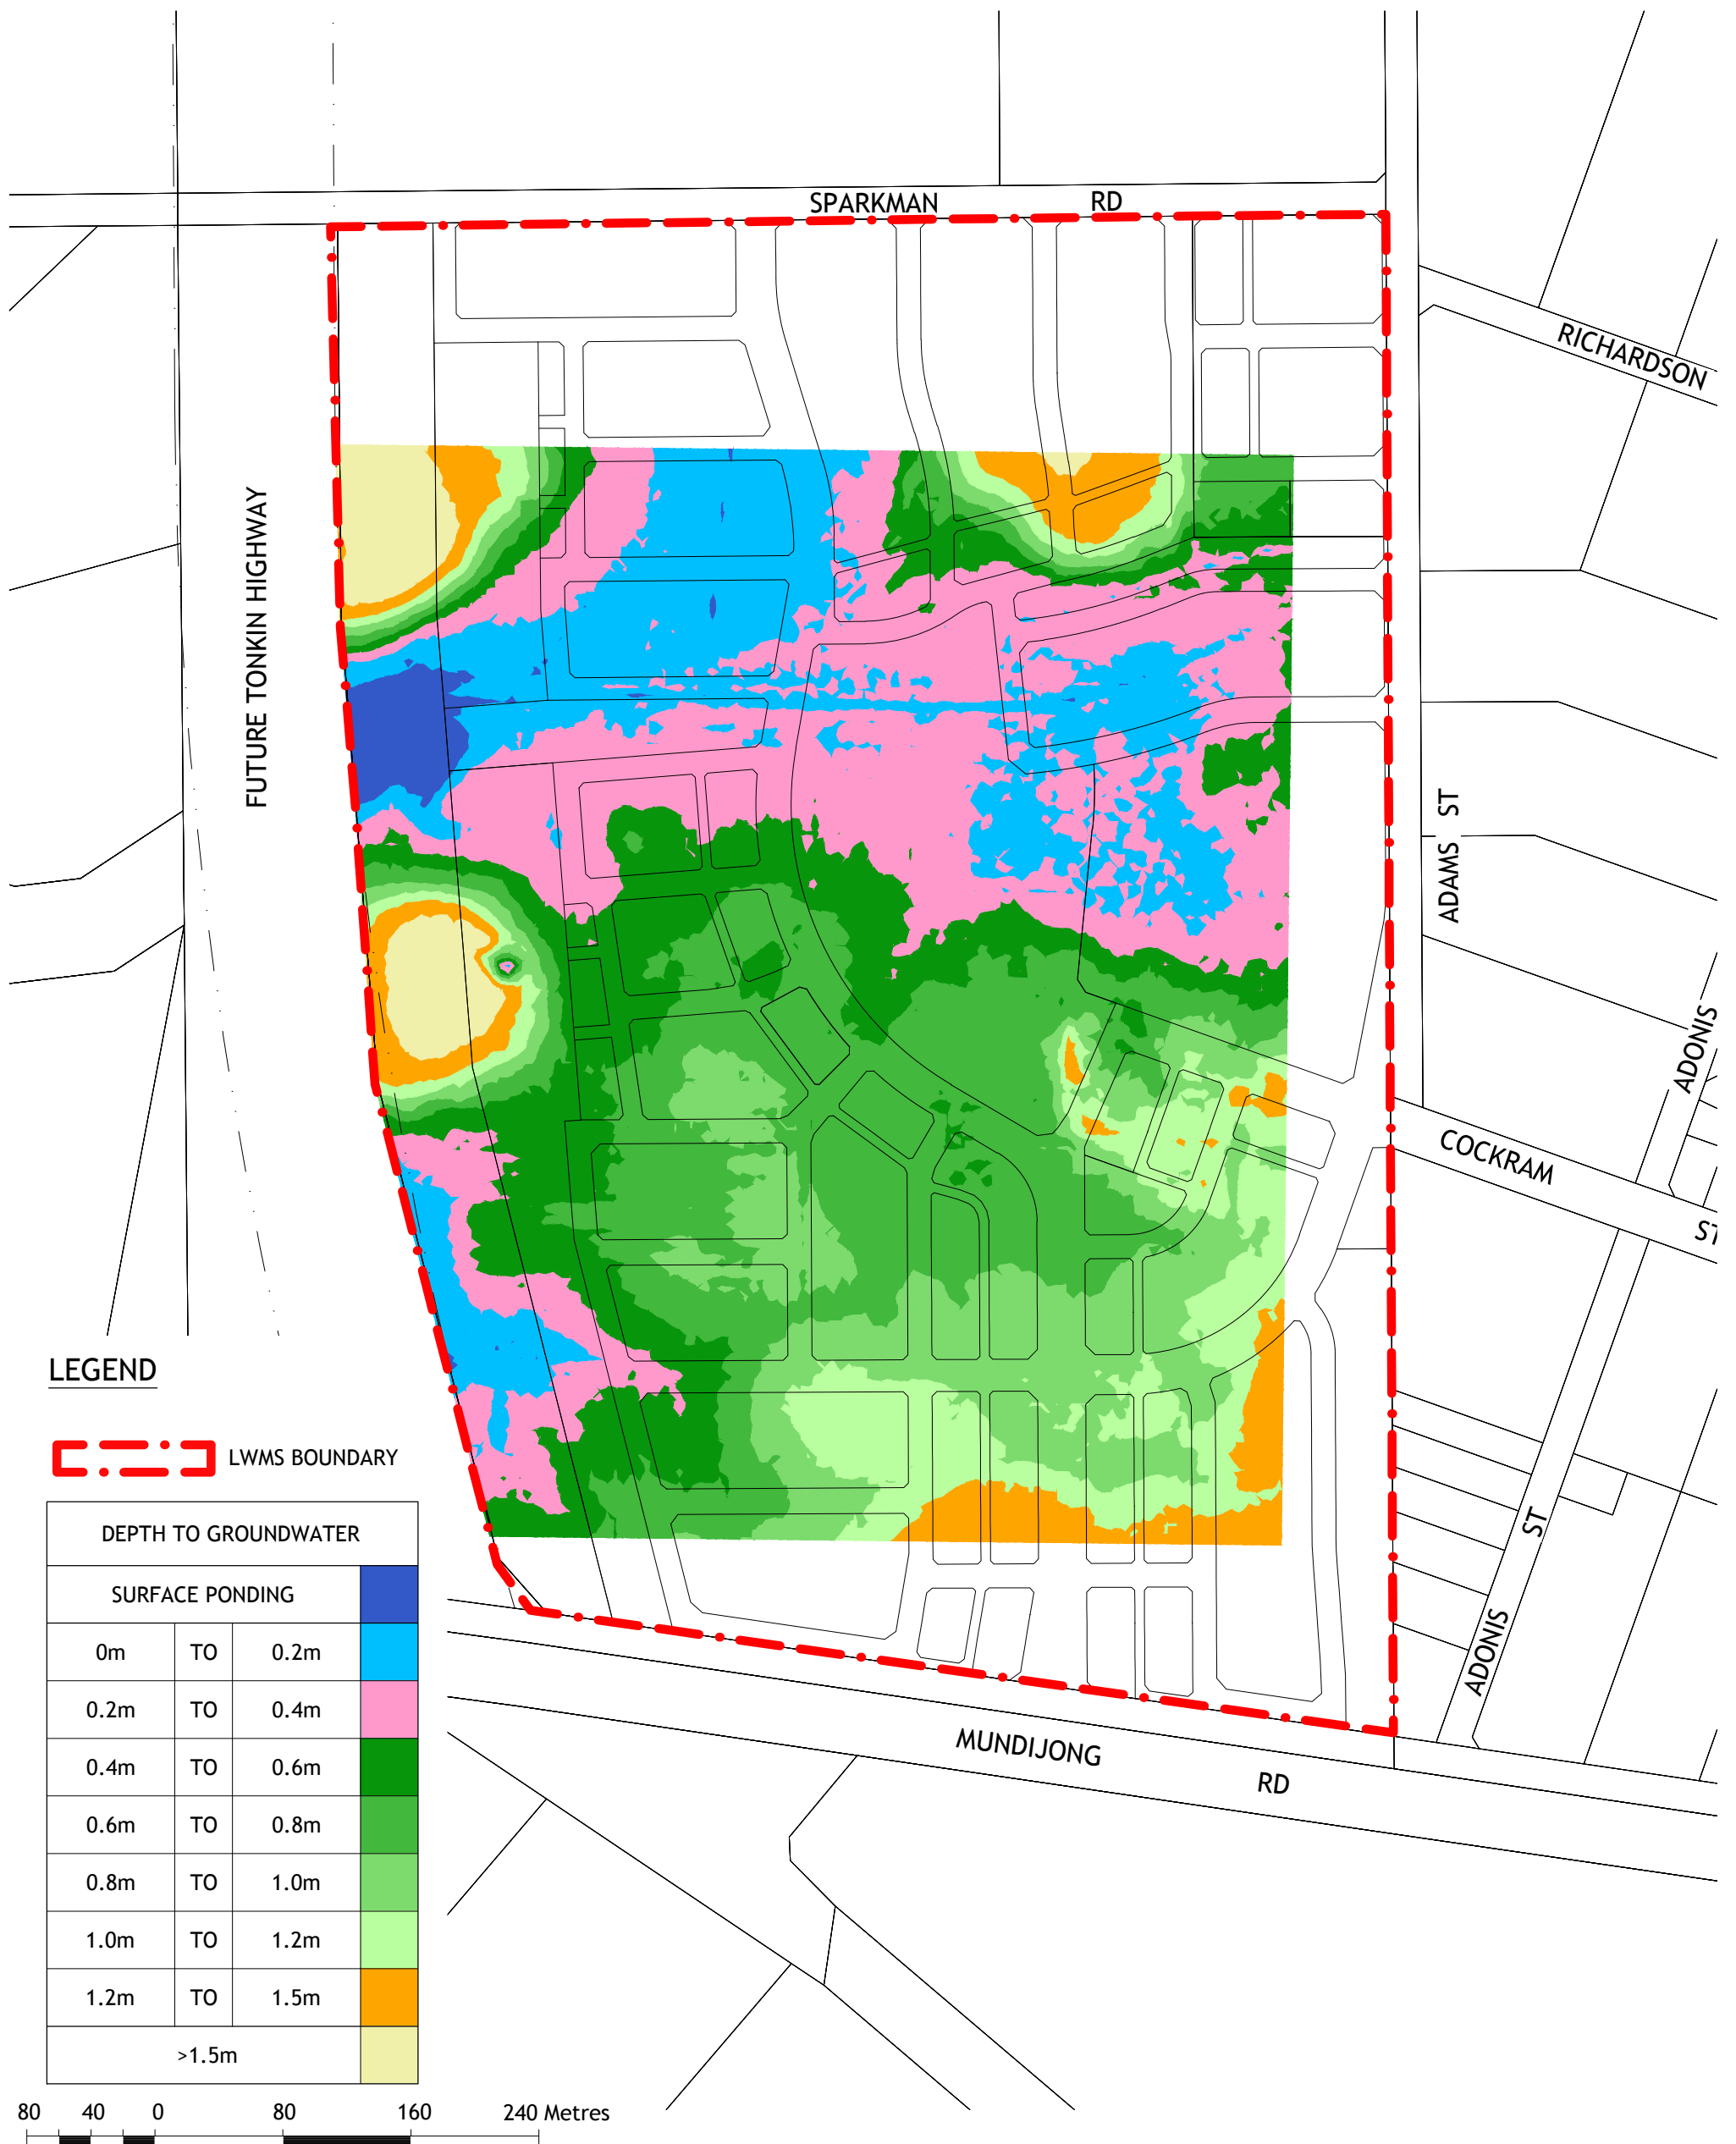 SPARKMAN RD
RICHARDSON
FUTURE TONKIN HIGHWAY
ADAMS ST
ADONIS
COCKRAM
ST
ADONIS ST
MUNDIJONG RD
LEGEND
LWMS BOUNDARY
DEPTH TO GROUNDWATER
SURFACE PONDING
0m TO 0.2m
0.2m TO 0.4m
0.4m TO 0.6m
0.6m TO 0.8m
0.8m TO 1.0m
1.0m TO 1.2m
1.2m TO 1.5m
>1.5m
80 40 0 80 160 240 Metres